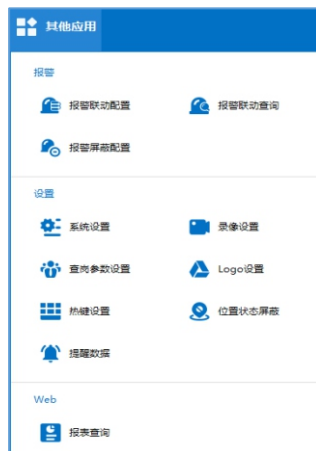 其他应用
报警
报警联动配置 报警联动查询
报警屏蔽配置
设置
系统设置 录像设置
查岗参数设置 Logo设置
热键设置 位置状态屏蔽
提醒数据
Web
报表查询